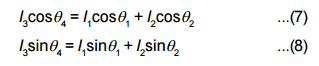 l₃cosθ₄ = l₁cosθ₁ + l₂cosθ₂ ...(7)
l₃sinθ₄ = l₁sinθ₁ + l₂sinθ₂ ...(8)